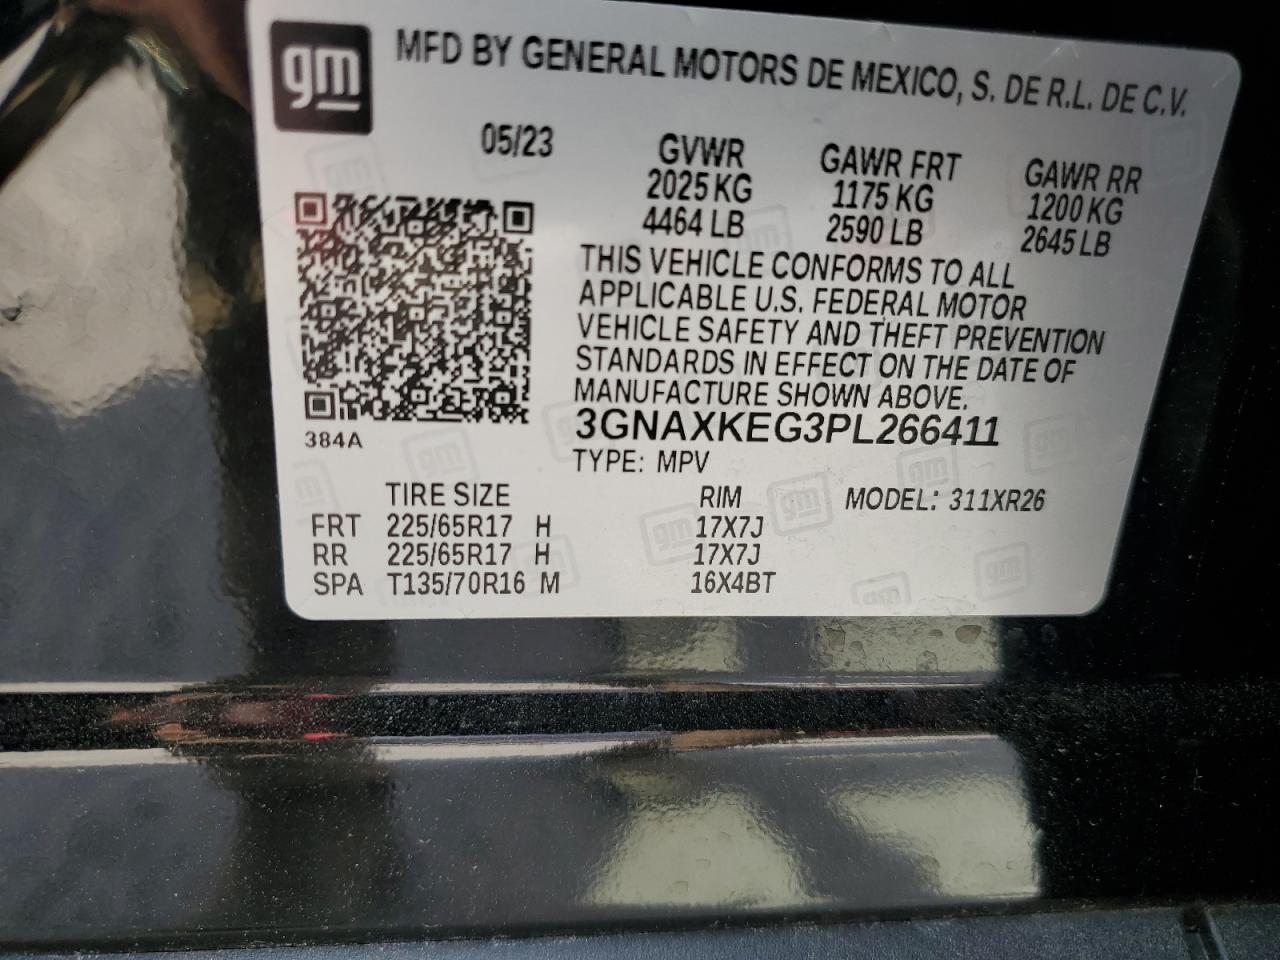 gm
MFD BY GENERAL MOTORS DE MEXICO, S. DE R.L. DE C.V.
05/23 GVWR GAWR FRT GAWR RR
2025 KG 1175 KG 1200 KG
4464 LB 2590 LB 2645 LB
THIS VEHICLE CONFORMS TO ALL
APPLICABLE U.S. FEDERAL MOTOR
VEHICLE SAFETY AND THEFT PREVENTION
STANDARDS IN EFFECT ON THE DATE OF
MANUFACTURE SHOWN ABOVE.
384A
3GNAXKEG3PL266411
TYPE: MPV
TIRE SIZE RIM MODEL: 311XR26
FRT 225/65R17 H 17X7J
RR 225/65R17 H 17X7J
SPA T135/70R16 M 16X4BT